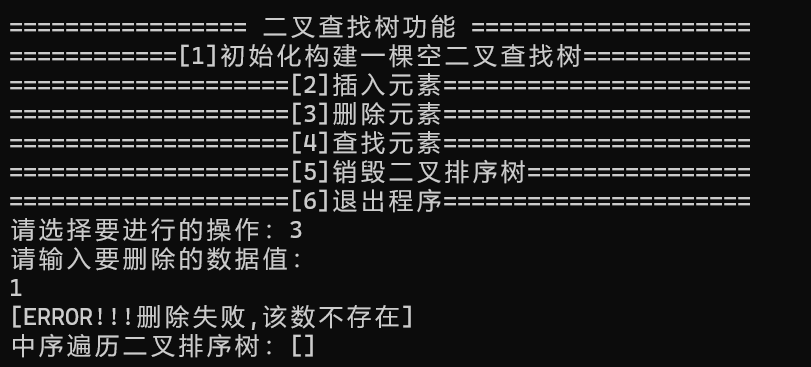 ================= 二叉查找树功能 ====================
============[1]初始化构建一棵空二叉查找树============
====================[2]插入元素======================
====================[3]删除元素======================
====================[4]查找元素======================
====================[5]销毁二叉排序树================
====================[6]退出程序======================
请选择要进行的操作: 3
请输入要删除的数据值:
1
[ERROR!!!删除失败,该数不存在]
中序遍历二叉排序树: []